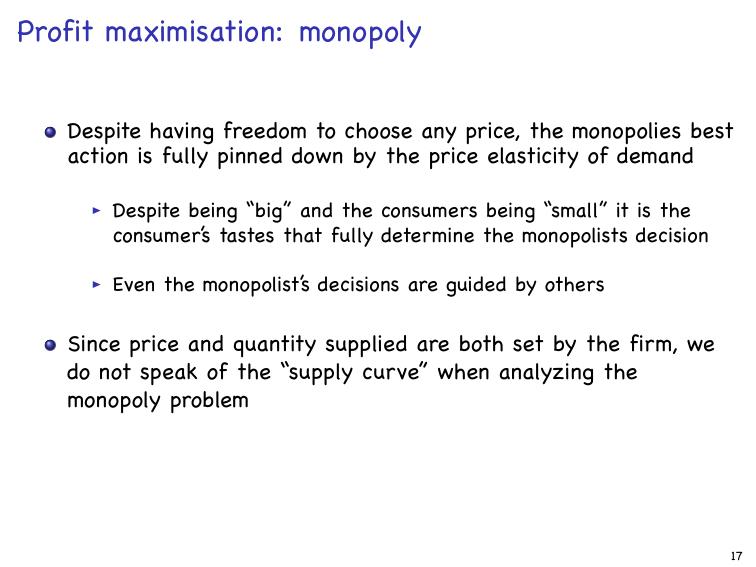 Profit maximisation: monopoly
Despite having freedom to choose any price, the monopolies best
action is fully pinned down by the price elasticity of demand
Despite being “big” and the consumers being “small” it is the
consumer's tastes that fully determine the monopolists decision
Even the monopolist's decisions are guided by others
Since price and quantity supplied are both set by the firm, we
do not speak of the “supply curve” when analyzing the
monopoly problem
17